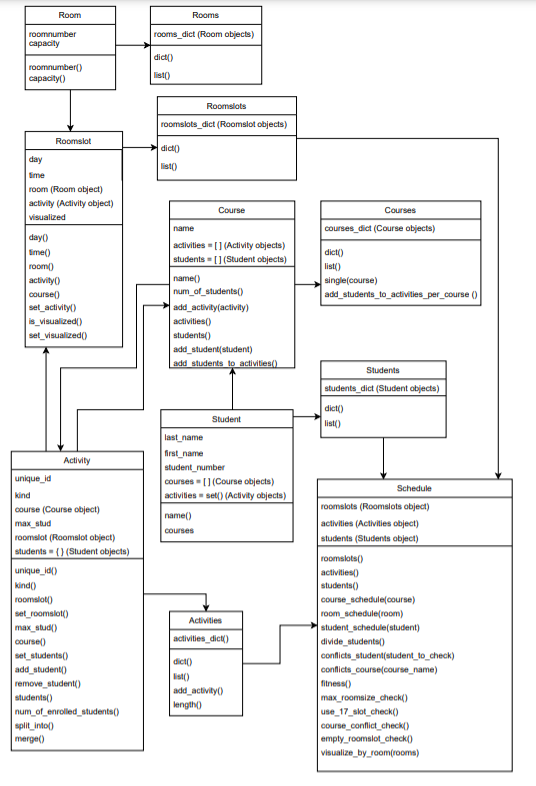 Room
roomnumber
capacity
roomnumber()
capacity()
Rooms
rooms_dict (Room objects)
dict()
list()
Roomslots
roomslots_dict (Roomslot objects)
dict()
list()
Roomslot
day
time
room (Room object)
activity (Activity object)
visualized
day()
time()
room()
activity()
course()
set_activity()
is_visualized()
set_visualized()
Course
name
activities = [ ] (Activity objects)
students = [ ] (Student objects)
name()
num_of_students()
add_activity(activity)
activities()
students()
add_student(student)
add_students_to_activities()
Courses
courses_dict (Course objects)
dict()
list()
single(course)
add_students_to_activities_per_course ()
Students
students_dict (Student objects)
dict()
list()
Student
last_name
first_name
student_number
courses = [ ] (Course objects)
activities = set() (Activity objects)
name()
courses
Activity
unique_id
kind
course (Course object)
max_stud
roomslot (Roomslot object)
students = { } (Student objects)
unique_id()
kind()
roomslot()
set_roomslot()
max_stud()
course()
set_students()
add_student()
remove_student()
students()
num_of_enrolled_students()
split_into()
merge()
Activities
activities_dict()
dict()
list()
add_activity()
length()
Schedule
roomslots (Roomslots object)
activities (Activities object)
students (Students object)
roomslots()
activities()
students()
course_schedule(course)
room_schedule(room)
student_schedule(student)
divide_students()
conflicts_student(student_to_check)
conflicts_course(course_name)
fitness()
max_roomsize_check()
use_17_slot_check()
course_conflict_check()
empty_roomslot_check()
visualize_by_room(rooms)